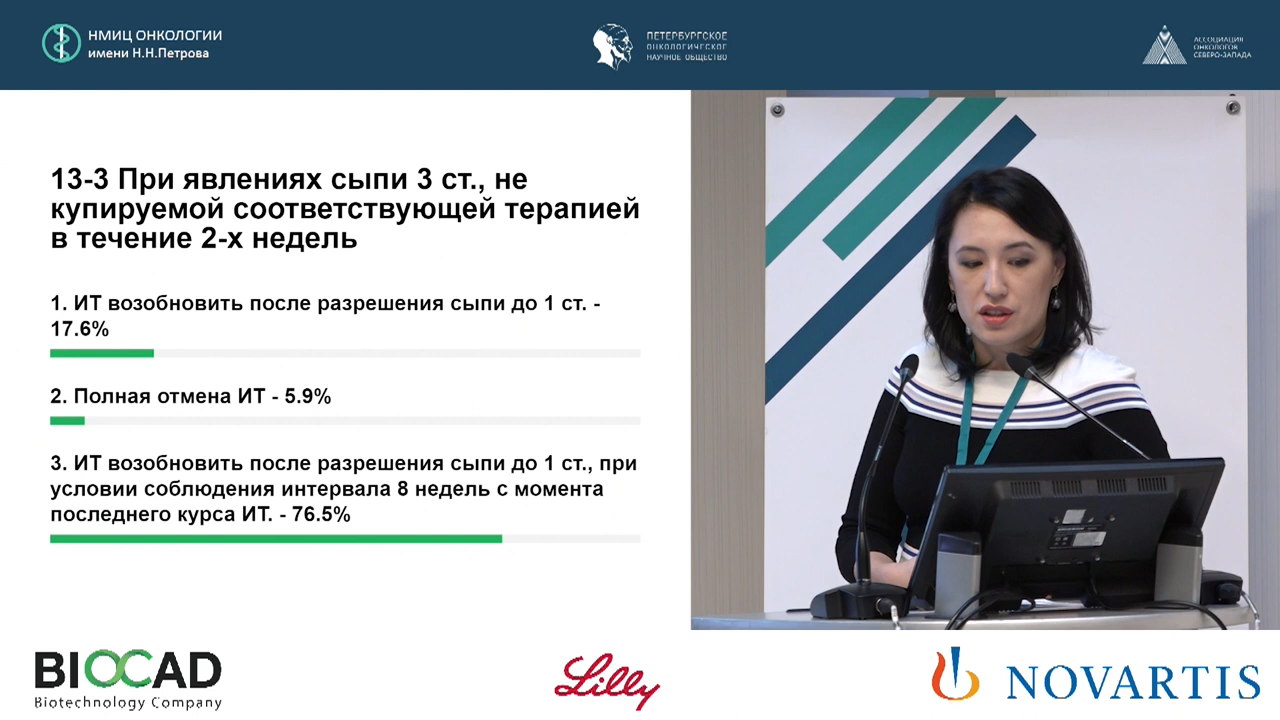 НМИЦ ОНКОЛОГИИ
имени Н.Н.Петрова
ПЕТЕРБУРГСКОЕ
ОНКОЛОГИЧЕСКОЕ
НАУЧНОЕ ОБЩЕСТВО
АССОЦИАЦИЯ
ОНКОЛОГОВ
СЕВЕРО-ЗАПАДА
13-3 При явлениях сыпи 3 ст., не
купируемой соответствующей терапией
в течение 2-х недель
1. ИТ возобновить после разрешения сыпи до 1 ст. -
17.6%
2. Полная отмена ИТ - 5.9%
3. ИТ возобновить после разрешения сыпи до 1 ст., при
условии соблюдения интервала 8 недель с момента
последнего курса ИТ. - 76.5%
BIOCAD
Biotechnology Company
Lilly
NOVARTIS